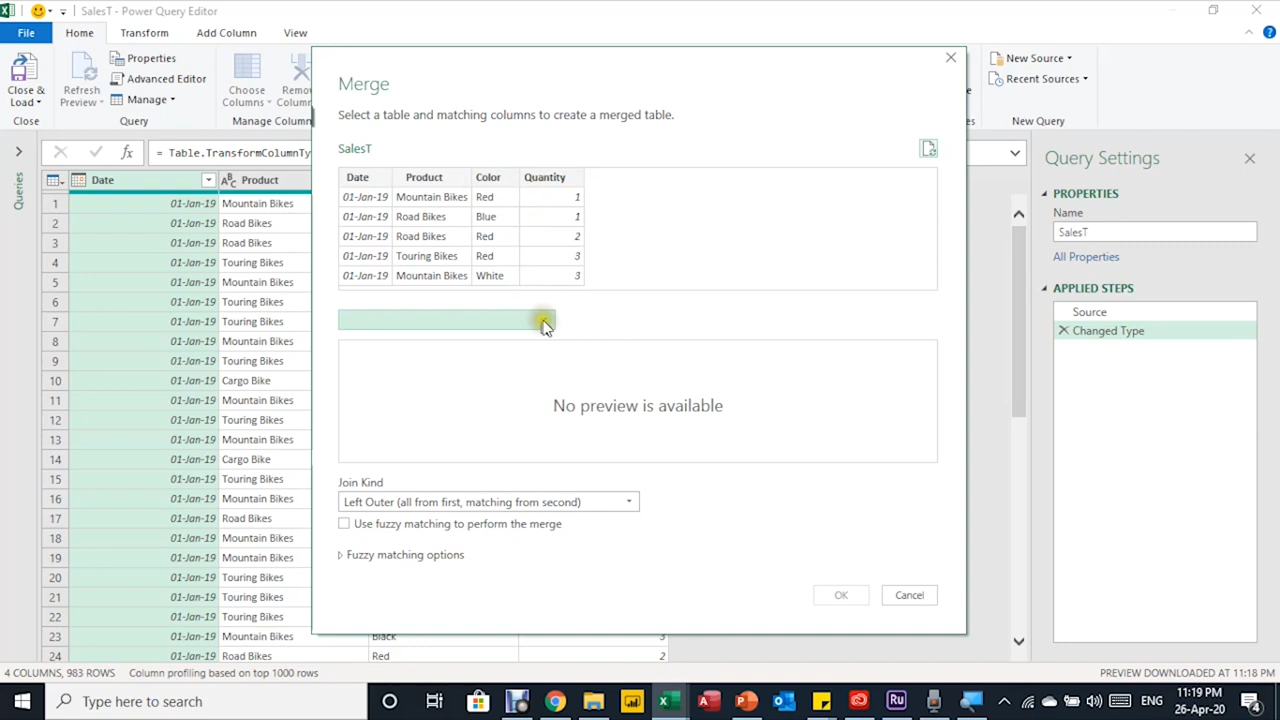 SalesT - Power Query Editor
File Home Transform Add Column View
Close & Load
Refresh Preview
Properties
Advanced Editor
Manage
Choose Columns
Remo
Column
New Source
Recent Sources
Close Query Manage Column New Query
= Table.TransformColumnTy
Queries
Date Product
1 01-Jan-19 Mountain Bikes
2 01-Jan-19 Road Bikes
3 01-Jan-19 Road Bikes
4 01-Jan-19 Touring Bikes
5 01-Jan-19 Mountain Bikes
6 01-Jan-19 Touring Bikes
7 01-Jan-19 Touring Bikes
8 01-Jan-19 Mountain Bikes
9 01-Jan-19 Touring Bikes
10 01-Jan-19 Cargo Bike
11 01-Jan-19 Mountain Bikes
12 01-Jan-19 Touring Bikes
13 01-Jan-19 Mountain Bikes
14 01-Jan-19 Cargo Bike
15 01-Jan-19 Touring Bikes
16 01-Jan-19 Mountain Bikes
17 01-Jan-19 Road Bikes
18 01-Jan-19 Mountain Bikes
19 01-Jan-19 Mountain Bikes
20 01-Jan-19 Touring Bikes
21 01-Jan-19 Touring Bikes
22 01-Jan-19 Touring Bikes
23 01-Jan-19 Mountain Bikes Black 3
24 01-Jan-19 Road Bikes Red 2
Merge
Select a table and matching columns to create a merged table.
SalesT
Date Product Color Quantity
01-Jan-19 Mountain Bikes Red 1
01-Jan-19 Road Bikes Blue 1
01-Jan-19 Road Bikes Red 2
01-Jan-19 Touring Bikes Red 3
01-Jan-19 Mountain Bikes White 3
No preview is available
Join Kind
Left Outer (all from first, matching from second)
Use fuzzy matching to perform the merge
Fuzzy matching options
OK Cancel
Query Settings
PROPERTIES
Name
SalesT
All Properties
APPLIED STEPS
Source
Changed Type
4 COLUMNS, 983 ROWS Column profiling based on top 1000 rows PREVIEW DOWNLOADED AT 11:18 PM
Type here to search
ENG
11:19 PM
26-Apr-20
4